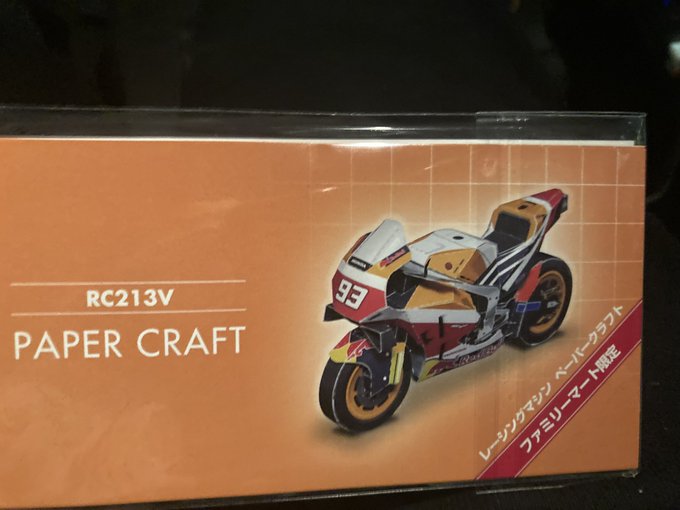 RC213V
PAPER CRAFT
HONDA
93
レーシングマシン ペーパークラフト
ファミリーマート限定